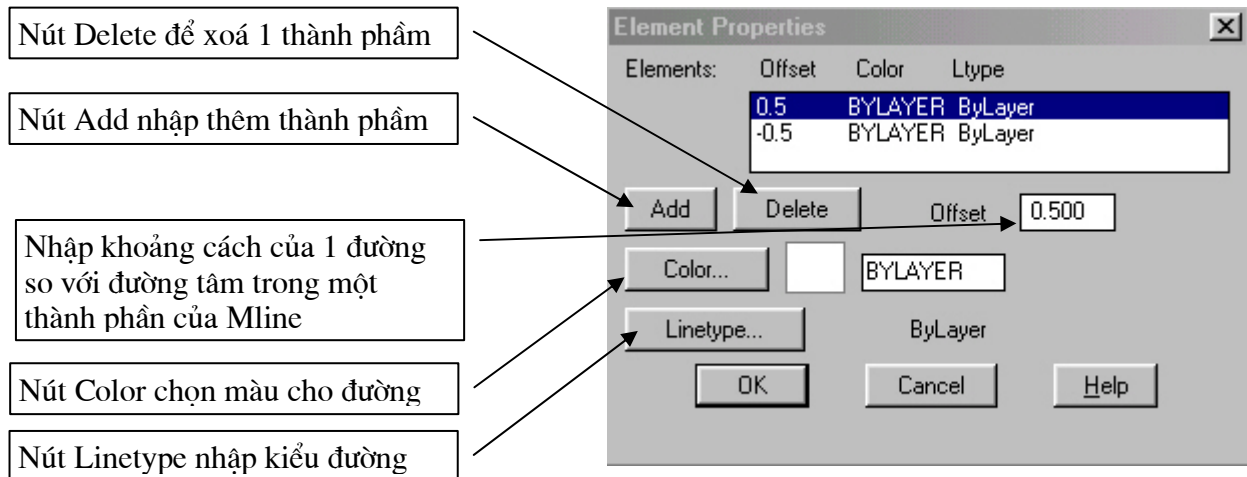 Nút Delete để xoá 1 thành phầm
Nút Add nhập thêm thành phầm
Nhập khoảng cách của 1 đường
so với đường tâm trong một
thành phần của Mline
Nút Color chọn màu cho đường
Nút Linetype nhập kiểu đường
Element Properties
Elements: Offset Color Ltype
0.5 BYLAYER ByLayer
-0.5 BYLAYER ByLayer
Add Delete Offset 0.500
Color... BYLAYER
Linetype... ByLayer
OK Cancel Help